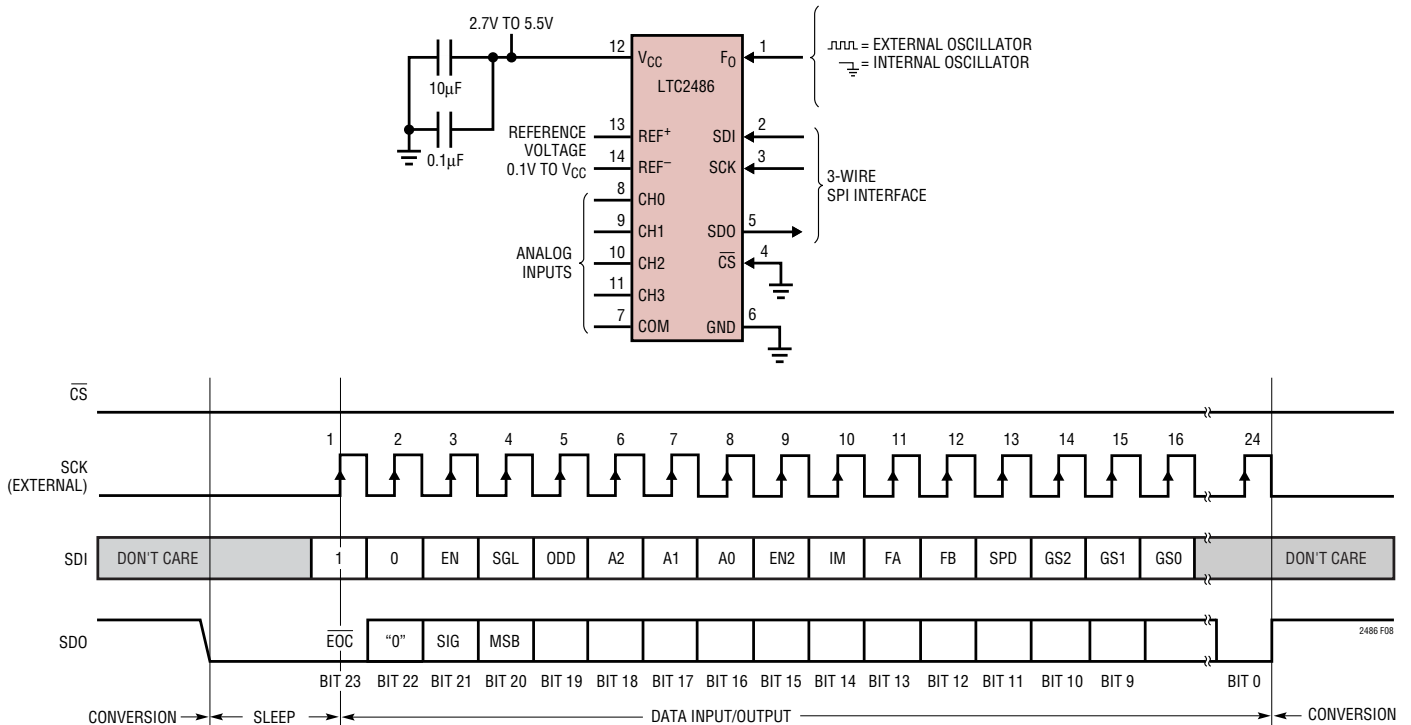 2.7V TO 5.5V
12
VCC
FO
1
= EXTERNAL OSCILLATOR
= INTERNAL OSCILLATOR
10µF
LTC2486
0.1µF
REFERENCE
VOLTAGE
0.1V TO VCC
13
REF+
14
REF–
SDI
2
SCK
3
3-WIRE
SPI INTERFACE
8
CH0
9
CH1
SDO
5
ANALOG
INPUTS
10
CH2
CS
4
11
CH3
7
COM
GND
6
CS
1 2 3 4 5 6 7 8 9 10 11 12 13 14 15 16 24
SCK
(EXTERNAL)
SDI DON'T CARE 1 0 EN SGL ODD A2 A1 A0 EN2 IM FA FB SPD GS2 GS1 GS0 DON'T CARE
SDO EOC "0" SIG MSB
2486 F08
BIT 23 BIT 22 BIT 21 BIT 20 BIT 19 BIT 18 BIT 17 BIT 16 BIT 15 BIT 14 BIT 13 BIT 12 BIT 11 BIT 10 BIT 9 BIT 0
CONVERSION SLEEP DATA INPUT/OUTPUT CONVERSION